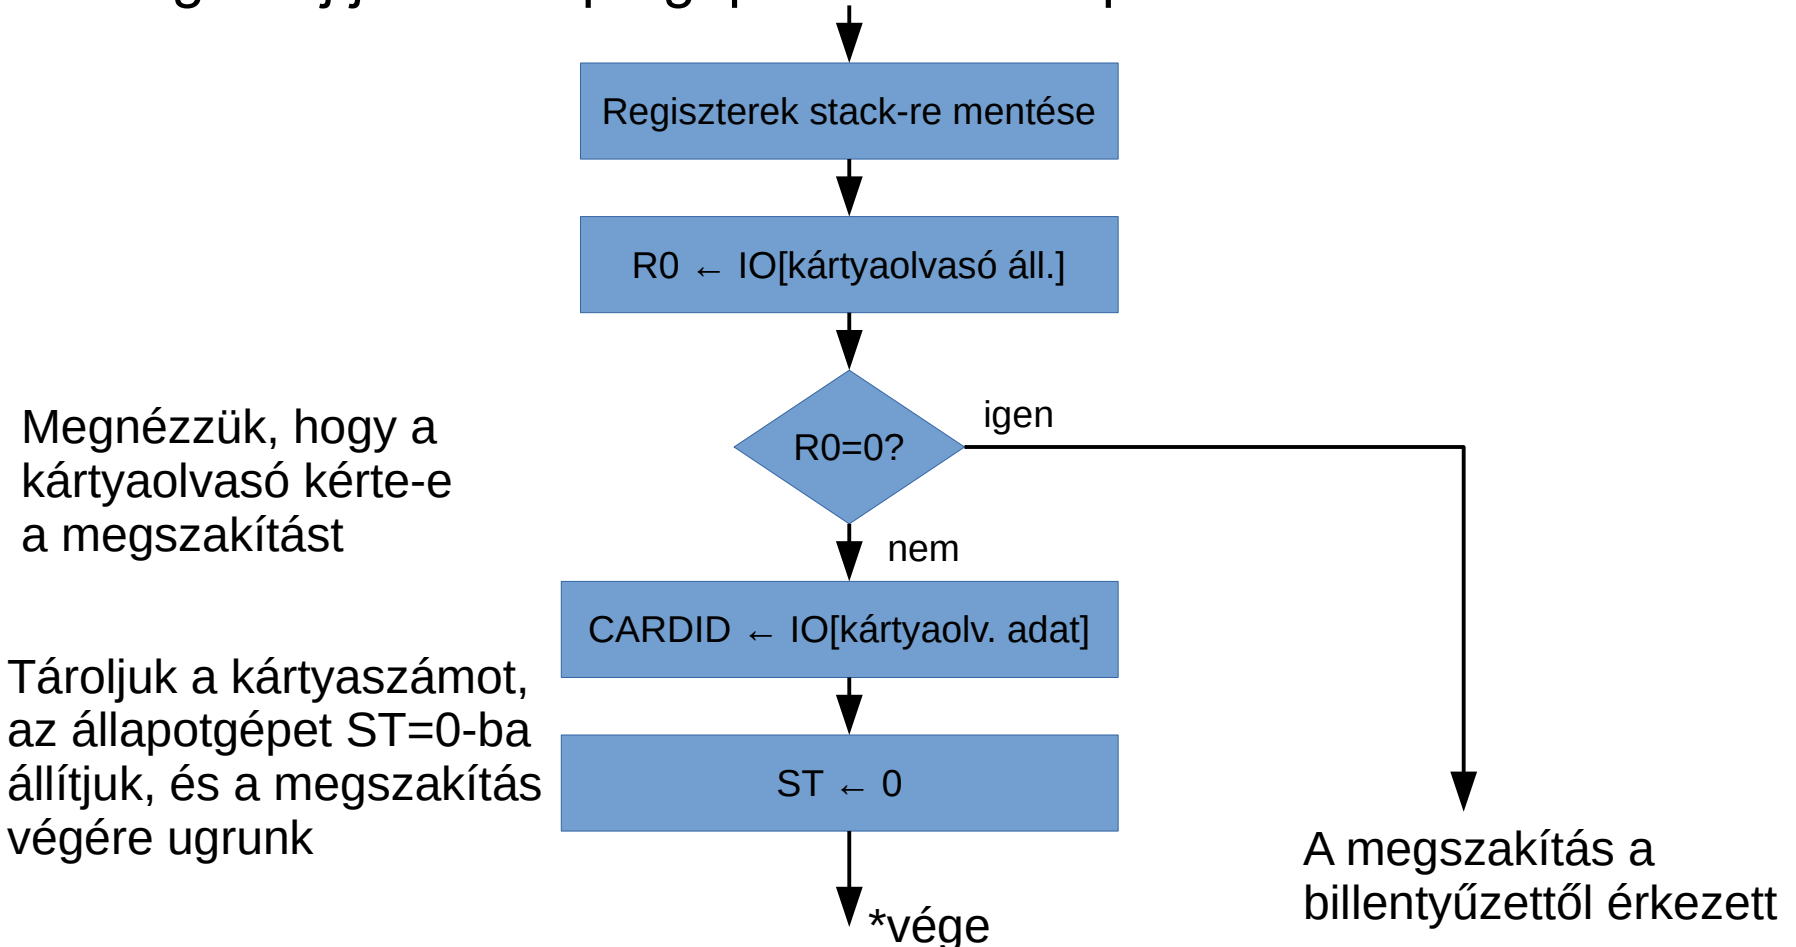 Regiszterek stack-re mentése
R0 ← IO[kártyaolvasó áll.]
R0=0?
igen
nem
Megnézzük, hogy a
kártyaolvasó kérte-e
a megszakítást
CARDID ← IO[kártyaolv. adat]
Tároljuk a kártyaszámot,
az állapotgépet ST=0-ba
állítjuk, és a megszakítás
végére ugrunk
ST ← 0
*vége
A megszakítás a
billentyűzettől érkezett